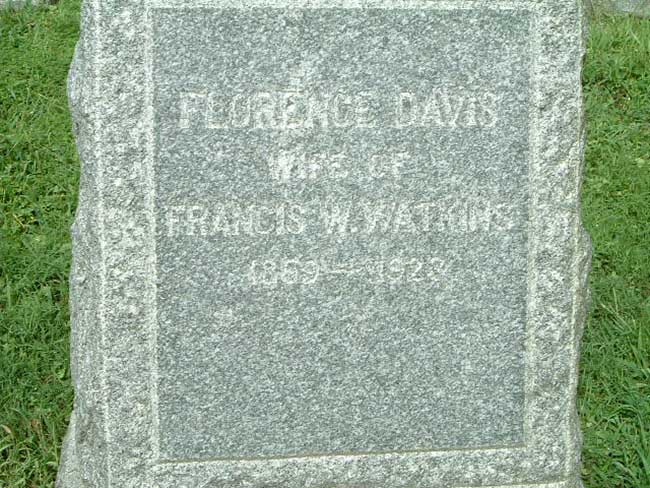 FLORENCE DAVIS
WIFE OF
FRANCIS W. WATKINS
1869—1923